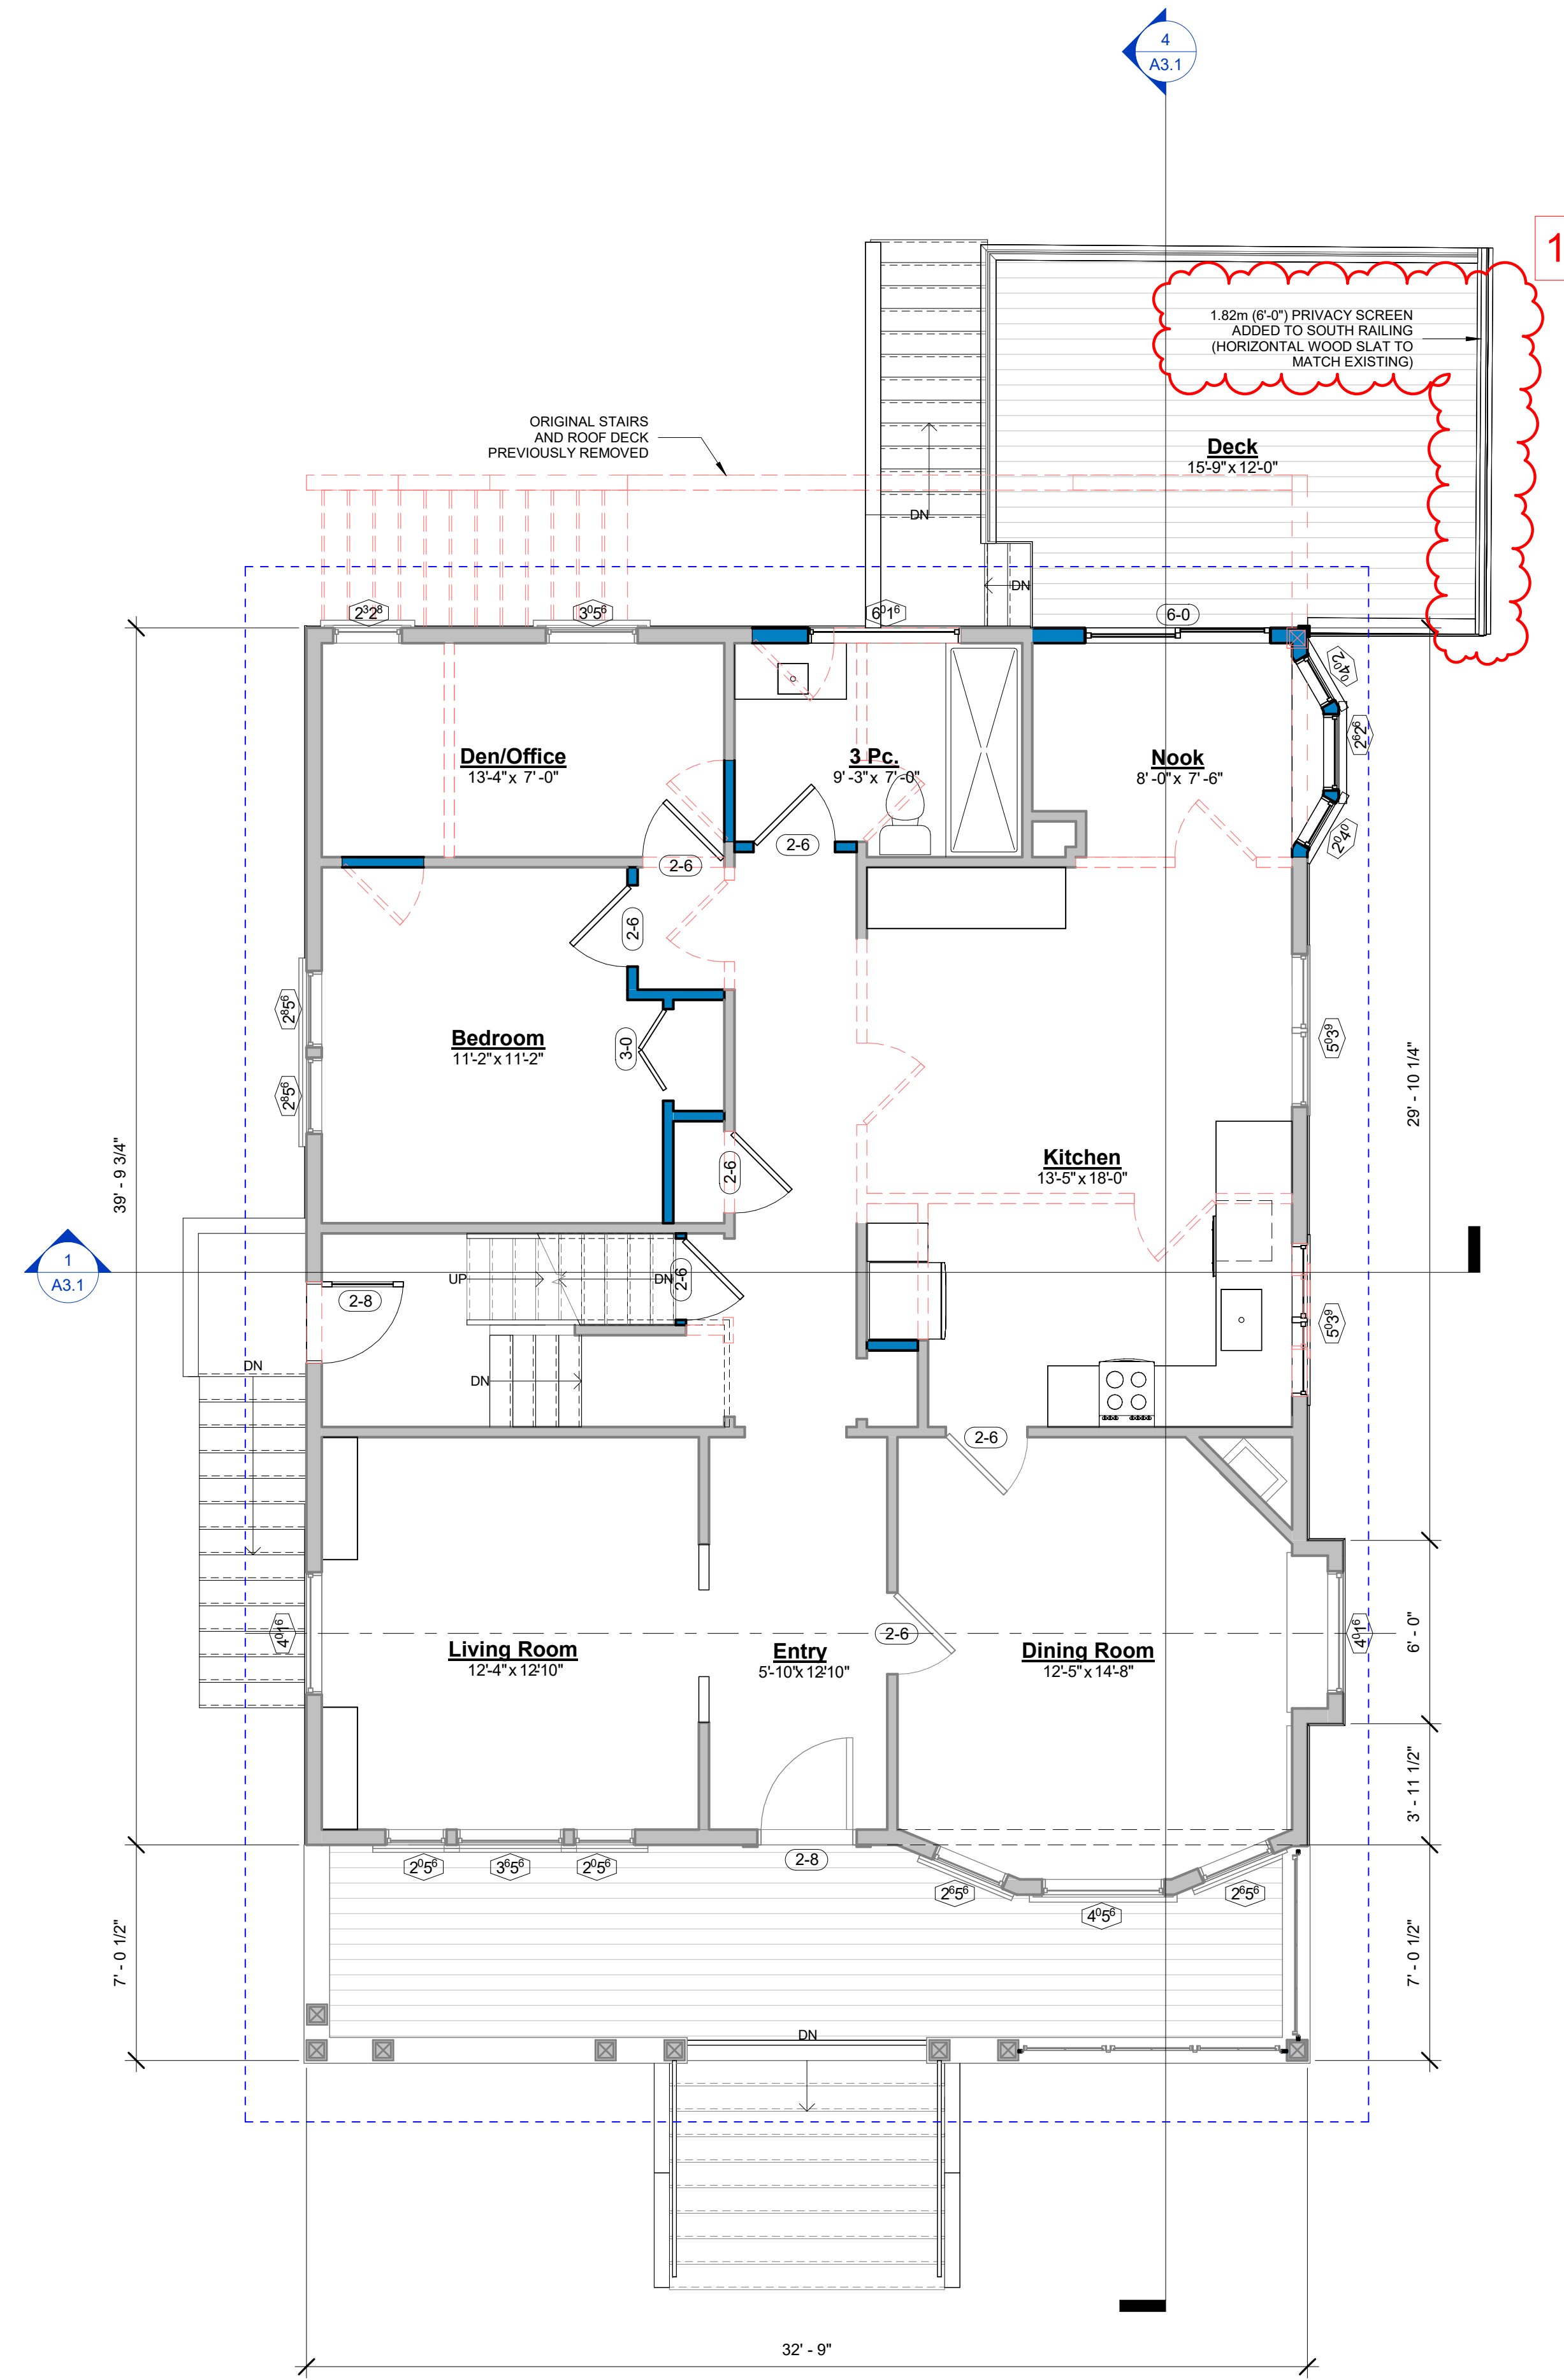 4
A3.1
1
1.82m (6'-0") PRIVACY SCREEN
ADDED TO SOUTH RAILING
(HORIZONTAL WOOD SLAT TO
MATCH EXISTING)
ORIGINAL STAIRS
AND ROOF DECK
PREVIOUSLY REMOVED
Deck
15'-9" x 12'-0"
DN
DN
2³2⁸
3⁰5⁶
6⁰1⁶
6-0
2⁰4⁰
2⁶2⁶
2⁰4⁰
Den/Office
13'-4" x 7'-0"
3 Pc.
9'-3" x 7'-0"
Nook
8'-0" x 7'-6"
2-6
2-6
2-6
2⁸5⁶
2⁸5⁶
Bedroom
11'-2" x 11'-2"
3-0
5⁰3⁹
29' - 10 1/4"
39' - 9 3/4"
2-6
Kitchen
13'-5" x 18'-0"
1
A3.1
UP
DN
2-6
2-8
5⁰3⁹
DN
DN
2-6
4⁰1⁶
Living Room
12'-4" x 12'10"
Entry
5'-10" x 12'10"
2-6
Dining Room
12'-5" x 14'-8"
4⁰1⁶
6' - 0"
3' - 11 1/2"
2⁰5⁶
3⁶5⁶
2⁰5⁶
2-8
2⁶5⁶
4⁰5⁶
2⁶5⁶
7' - 0 1/2"
7' - 0 1/2"
DN
32' - 9"